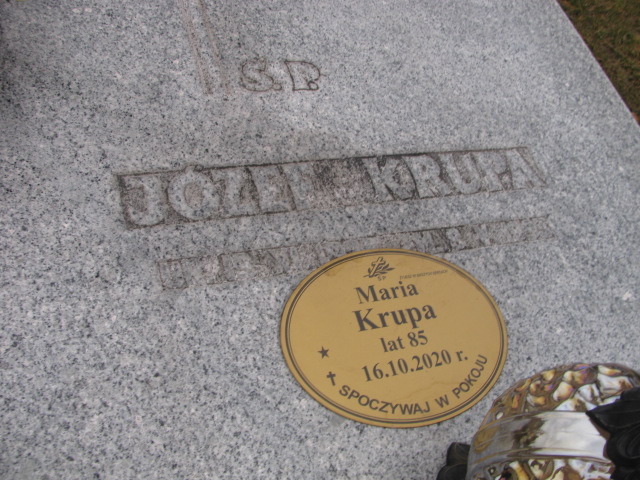 Ś.P.
JÓZEF KRUPA
Maria
Krupa
lat 85
16.10.2020 r.
SPOCZYWAJ W POKOJU